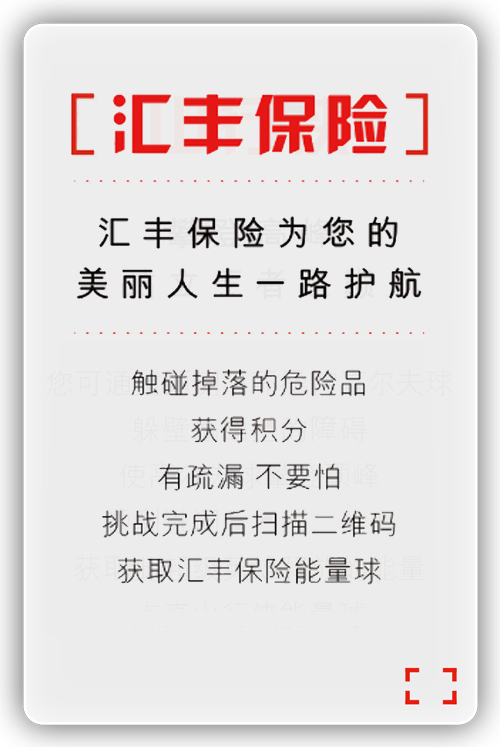 [汇丰保险]
汇丰保险为您的
美丽人生一路护航
触碰掉落的危险品
获得积分
有疏漏 不要怕
挑战完成后扫描二维码
获取汇丰保险能量球